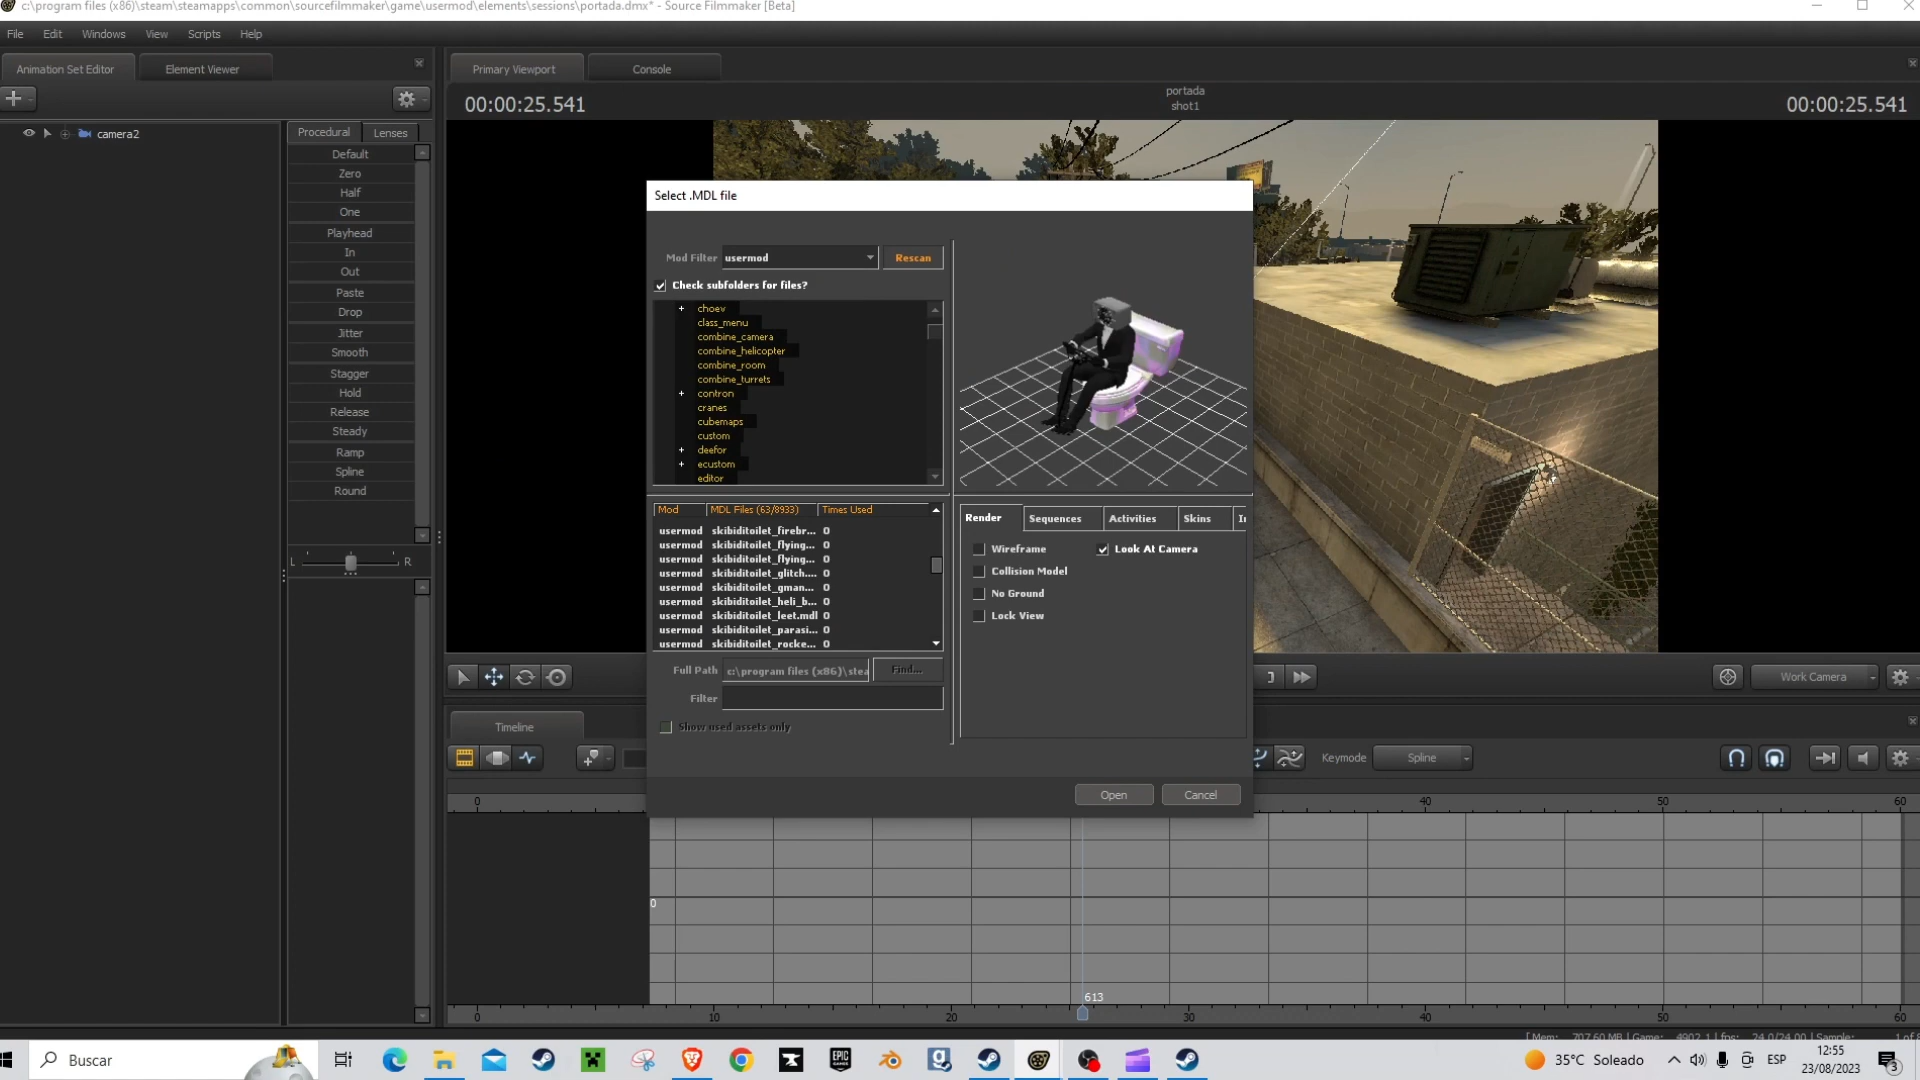 c:\program files (x86)\steam\steamapps\common\sourcefilmmaker\game\usermod\elements\sessions\portada.dmx* - Source Filmmaker [Beta]
File Edit Windows View Scripts Help
Animation Set Editor Element Viewer
Primary Viewport Console
00:00:25.541
portada
shot1
00:00:25.541
camera2
Procedural Lenses
Default
Zero
Half
One
Playhead
In
Out
Paste
Drop
Jitter
Smooth
Stagger
Hold
Release
Steady
Ramp
Spline
Round
L R
Select .MDL file
Mod Filter usermod Rescan
Check subfolders for files?
choev
class_menu
combine_camera
combine_helicopter
combine_room
combine_turrets
contron
cranes
cubemaps
custom
deefor
ecustom
editor
Mod MDL Files (63/8933) Times Used
usermod skibiditoilet_firebr... 0
usermod skibiditoilet_flying... 0
usermod skibiditoilet_flying... 0
usermod skibiditoilet_glitch.... 0
usermod skibiditoilet_gman... 0
usermod skibiditoilet_heli_b... 0
usermod skibiditoilet_leet.mdl 0
usermod skibiditoilet_parasi... 0
usermod skibiditoilet_rocke... 0
Full Path c:\program files (x86)\stea Find...
Filter
Show used assets only
Render Sequences Activities Skins
Wireframe Look At Camera
Collision Model
No Ground
Lock View
Open Cancel
Work Camera
Timeline
Keymode Spline
0 40 50 60
0
613
0 10 20 30 40 50 60
Buscar
EPIC GAMES
35°C Soleado
ESP
12:55
23/08/2023
3